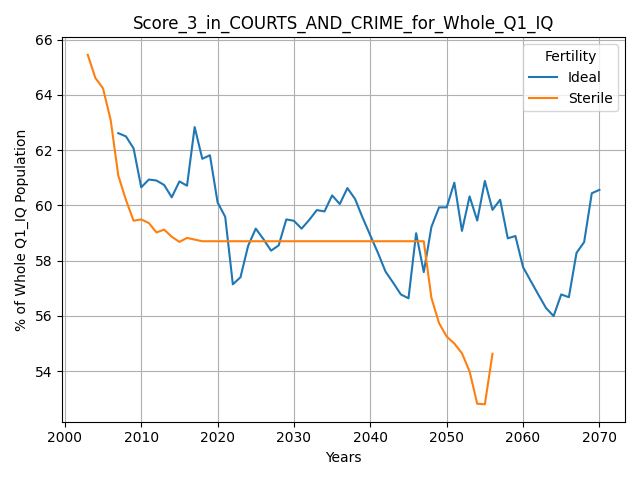 Score_3_in_COURTS_AND_CRIME_for_Whole_Q1_IQ
66
64
62
60
58
56
54
% of Whole Q1_IQ Population
Fertility
Ideal
Sterile
2000
2010
2020
2030
2040
2050
2060
2070
Years